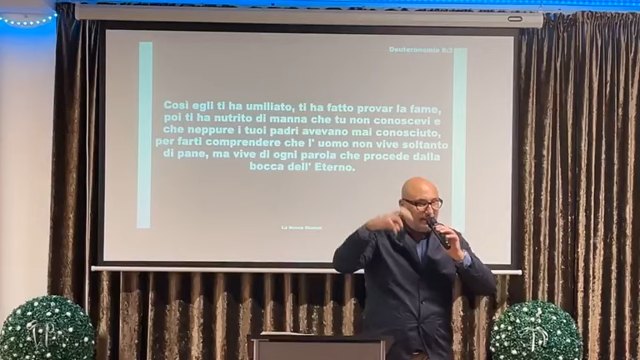 Deuteronomio 8:3
Cosi egli ti ha umiliato, ti ha fatto provar la fame,
poi ti ha nutrito di manna che tu non conoscevi e
che neppure i tuoi padri avevano mai conosciuto,
per farti comprendere che l' uomo non vive soltanto
di pane, ma vive di ogni parola che procede dalla
bocca dell' Eterno.
La Nuova Diodati